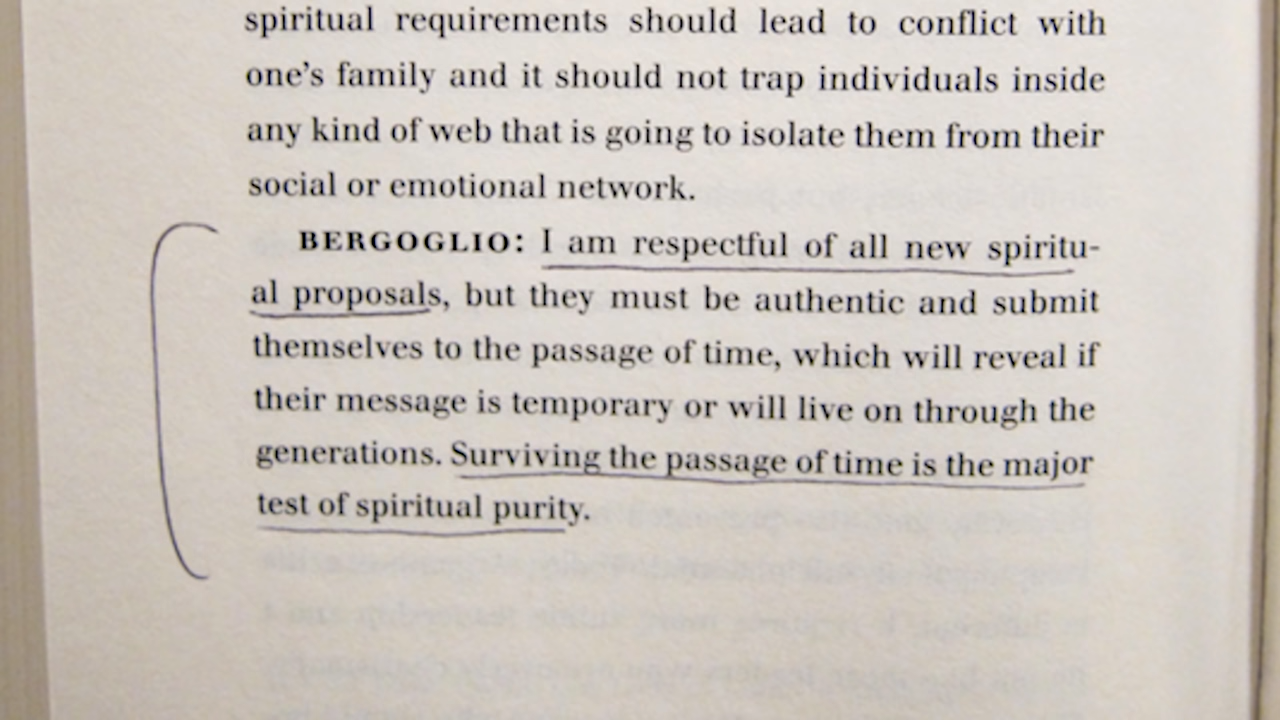 spiritual requirements should lead to conflict with
one's family and it should not trap individuals inside
any kind of web that is going to isolate them from their
social or emotional network.
BERGOGLIO: I am respectful of all new spiritu-
al proposals, but they must be authentic and submit
themselves to the passage of time, which will reveal if
their message is temporary or will live on through the
generations. Surviving the passage of time is the major
test of spiritual purity.